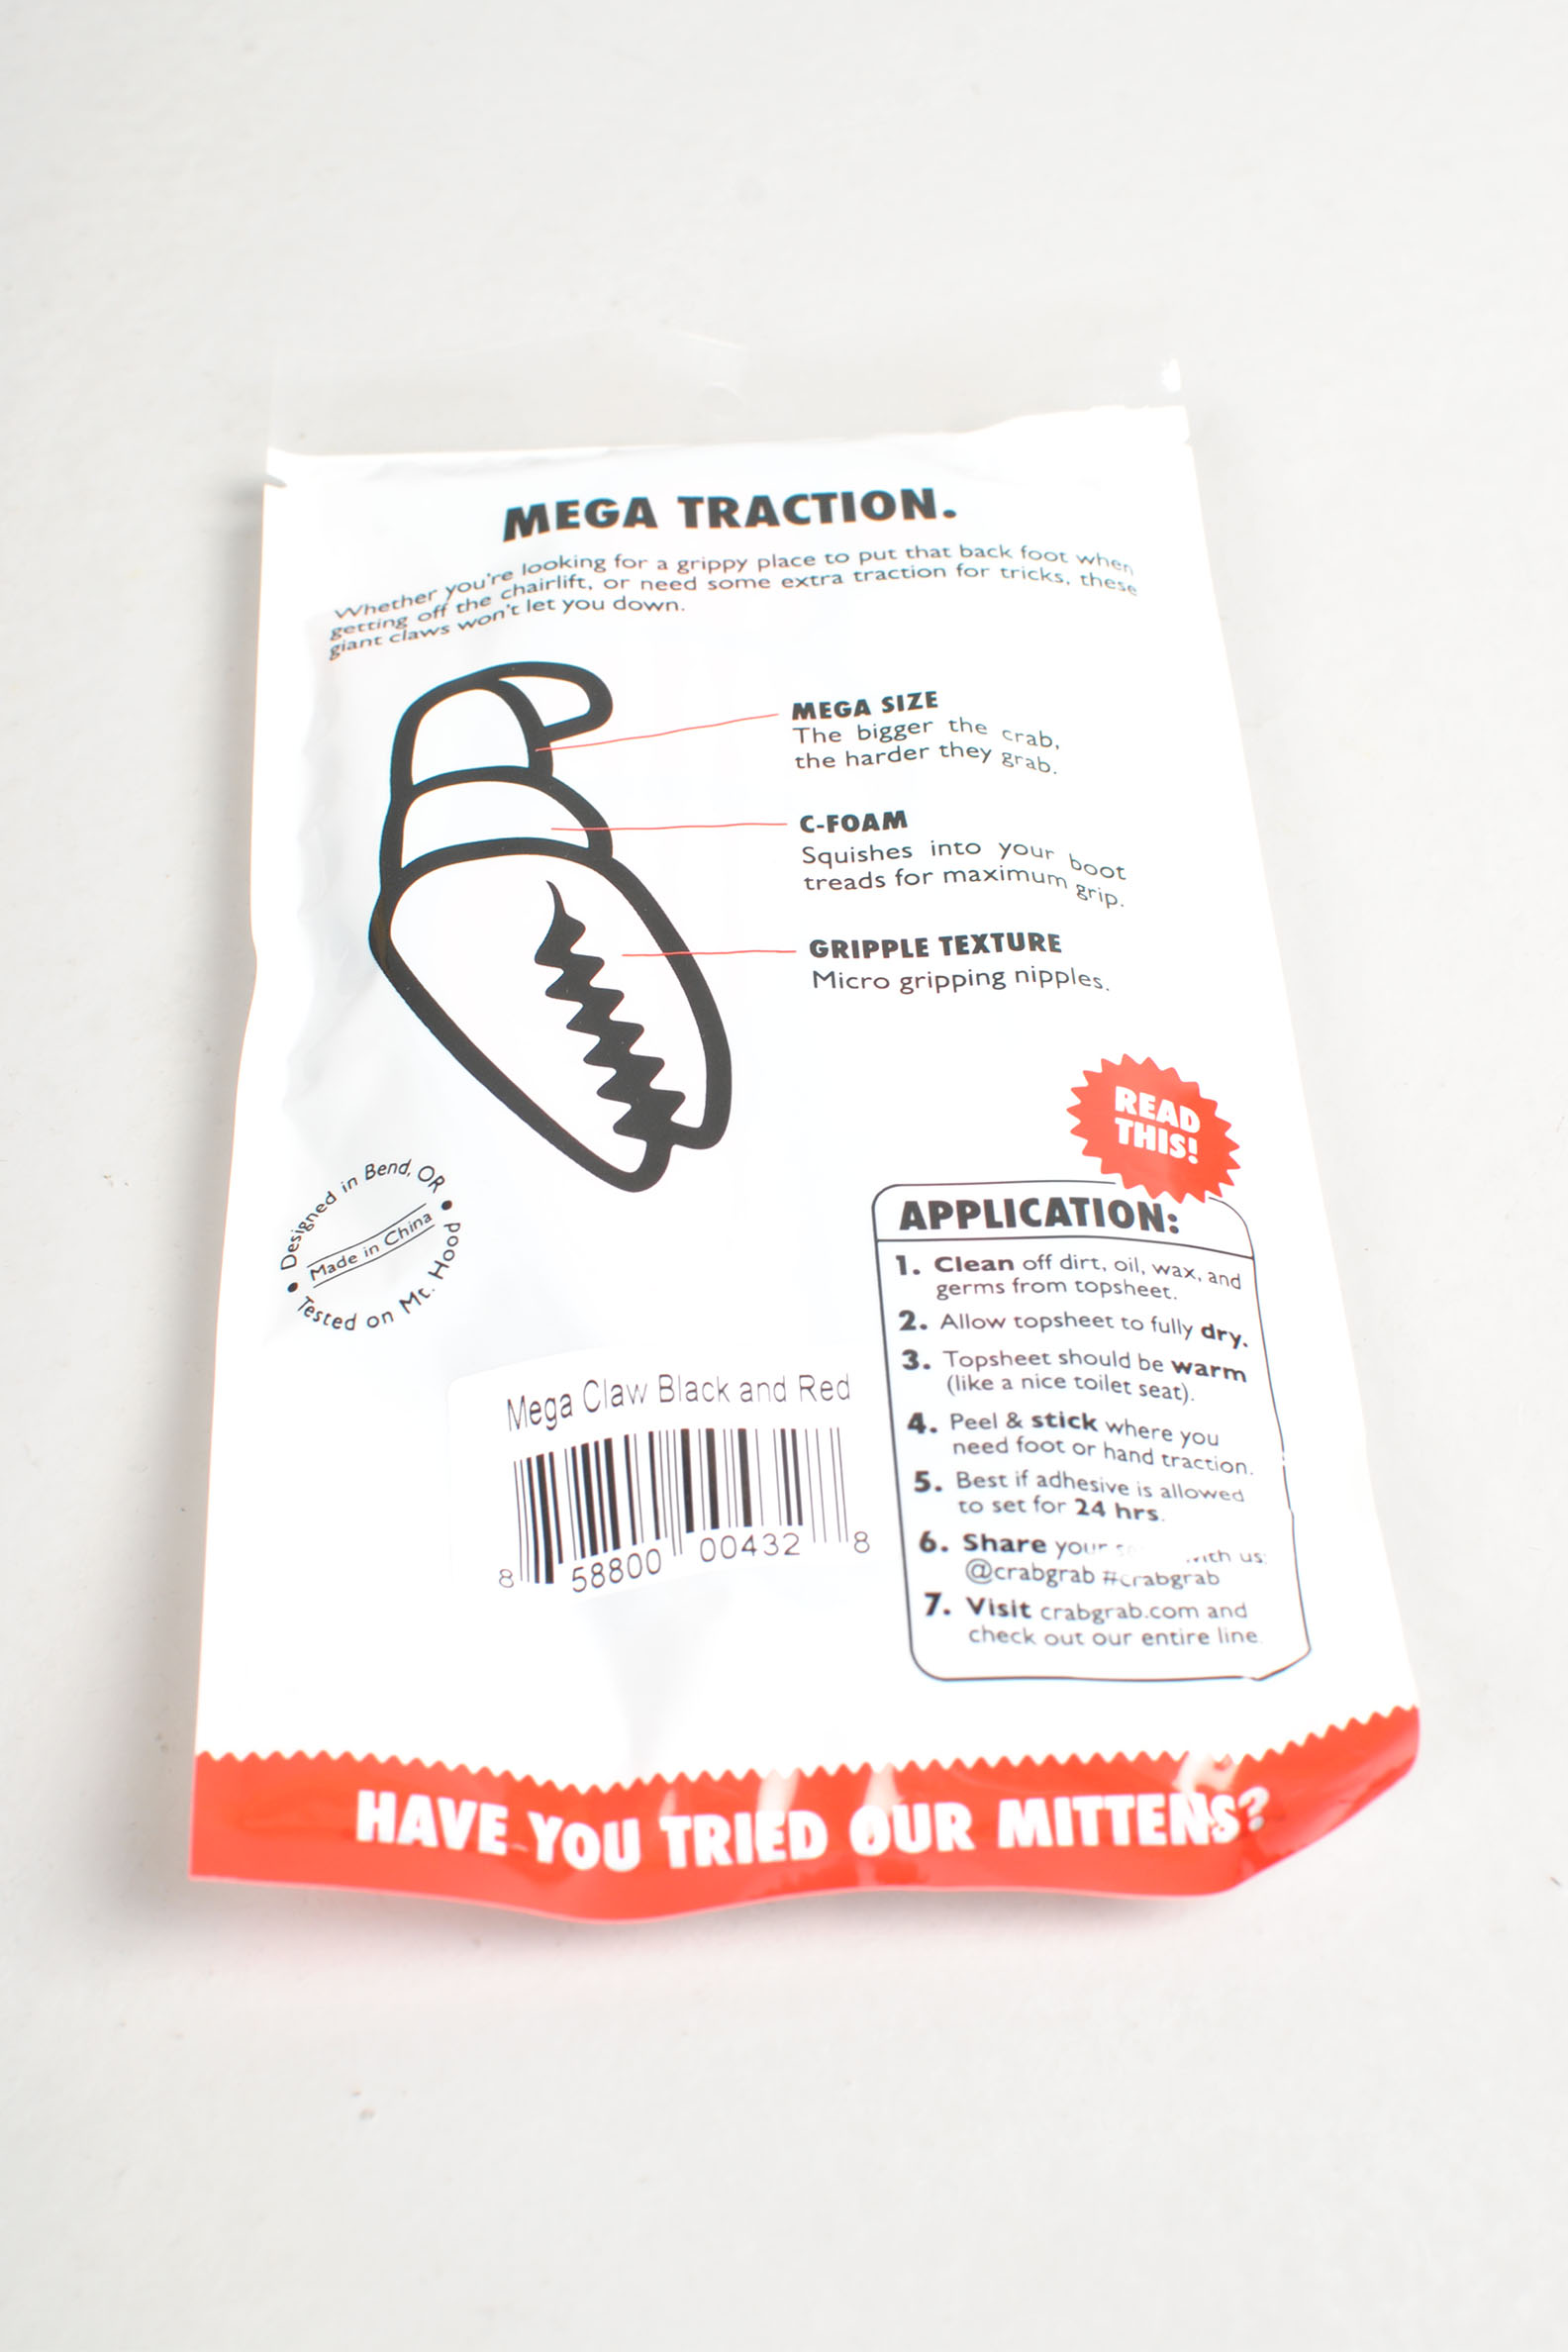 MEGA TRACTION.
Whether you're looking for a grippy place to put that back foot when
getting off the chairlift, or need some extra traction for tricks, these
giant claws won't let you down.
MEGA SIZE
The bigger the crab,
the harder they grab.
C-FOAM
Squishes into your boot
treads for maximum grip.
GRIPPLE TEXTURE
Micro gripping nipples.
READ
THIS!
Designed in Bend, OR
Made in China
Tested on Mt. Hood
APPLICATION:
1. Clean off dirt, oil, wax, and
germs from topsheet.
2. Allow topsheet to fully dry.
3. Topsheet should be warm
(like a nice toilet seat).
4. Peel & stick where you
need foot or hand traction.
5. Best if adhesive is allowed
to set for 24 hrs.
6. Share your with us:
@crabgrab #crabgrab
7. Visit crabgrab.com and
check out our entire line
Mega Claw Black and Red
8 58800 00432 8
HAVE YOU TRIED OUR MITTENS?